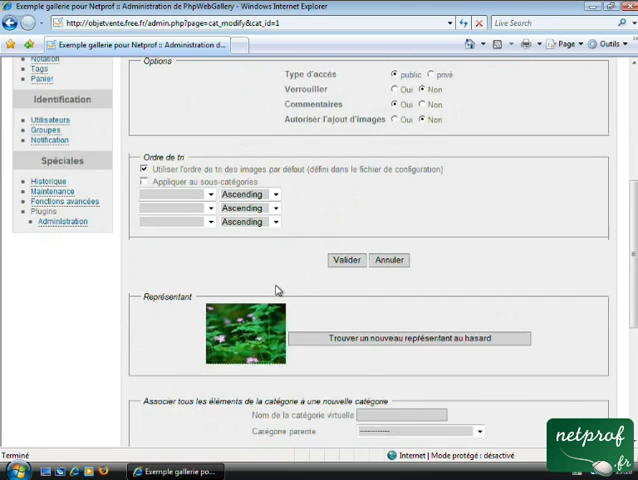 Exemple gallerie pour Netprof » Administration de PhpWebGallery - Windows Internet Explorer
http://objetvente.free.fr/admin.php?page=cat_modify&cat_id=1
Live Search
Exemple gallerie pour Netprof » Administration d...
Page
Outils
Notation
Tags
Panier
Identification
Utilisateurs
Groupes
Notification
Spéciales
Historique
Maintenance
Fonctions avancées
Plugins
Administration
Options
Type d'accés public privé
Verrouiller Oui Non
Commentaires Oui Non
Autoriser l'ajout d'images Oui Non
Ordre de tri
Utiliser l'ordre de tri des images par défaut (défini dans le fichier de configuration)
Appliquer au sous-catégories
Ascending
Ascending
Ascending
Valider Annuler
Représentant
Trouver un nouveau représentant au hasard
Associer tous les éléments de la catégorie à une nouvelle catégorie
Nom de la catégorie virtuelle
Catégorie parente ------------
Terminé
Internet | Mode protégé : désactivé
Exemple gallerie po...
netprof
.fr